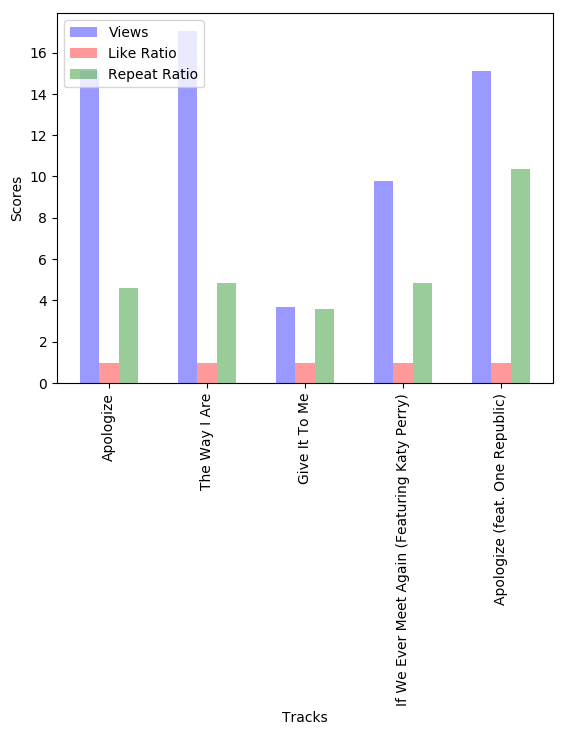 Views
Like Ratio
Repeat Ratio
Scores
16
14
12
10
8
6
4
2
0
Apologize
The Way I Are
Give It To Me
If We Ever Meet Again (Featuring Katy Perry)
Apologize (feat. One Republic)
Tracks